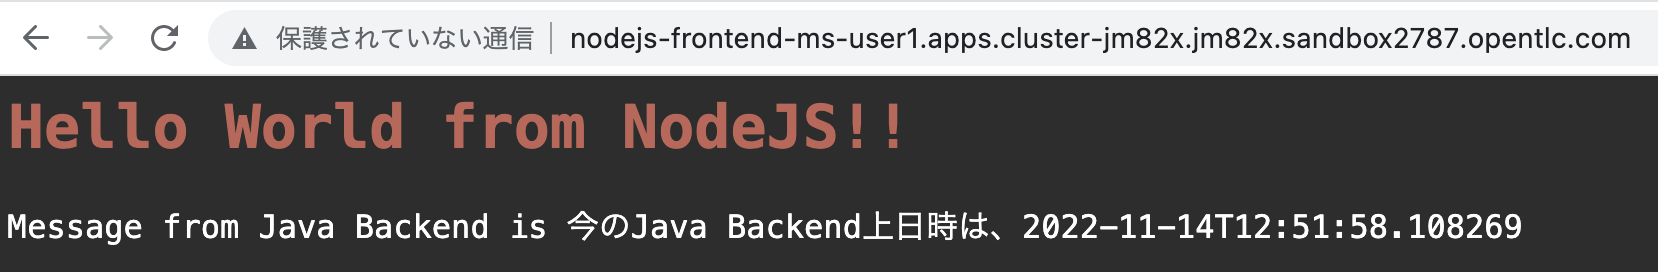 保護されていない通信 nodejs-frontend-ms-user1.apps.cluster-jm82x.jm82x.sandbox2787.opentlc.com
Hello World from NodeJS!!
Message from Java Backend is 今のJava Backend上日時は、2022-11-14T12:51:58.108269